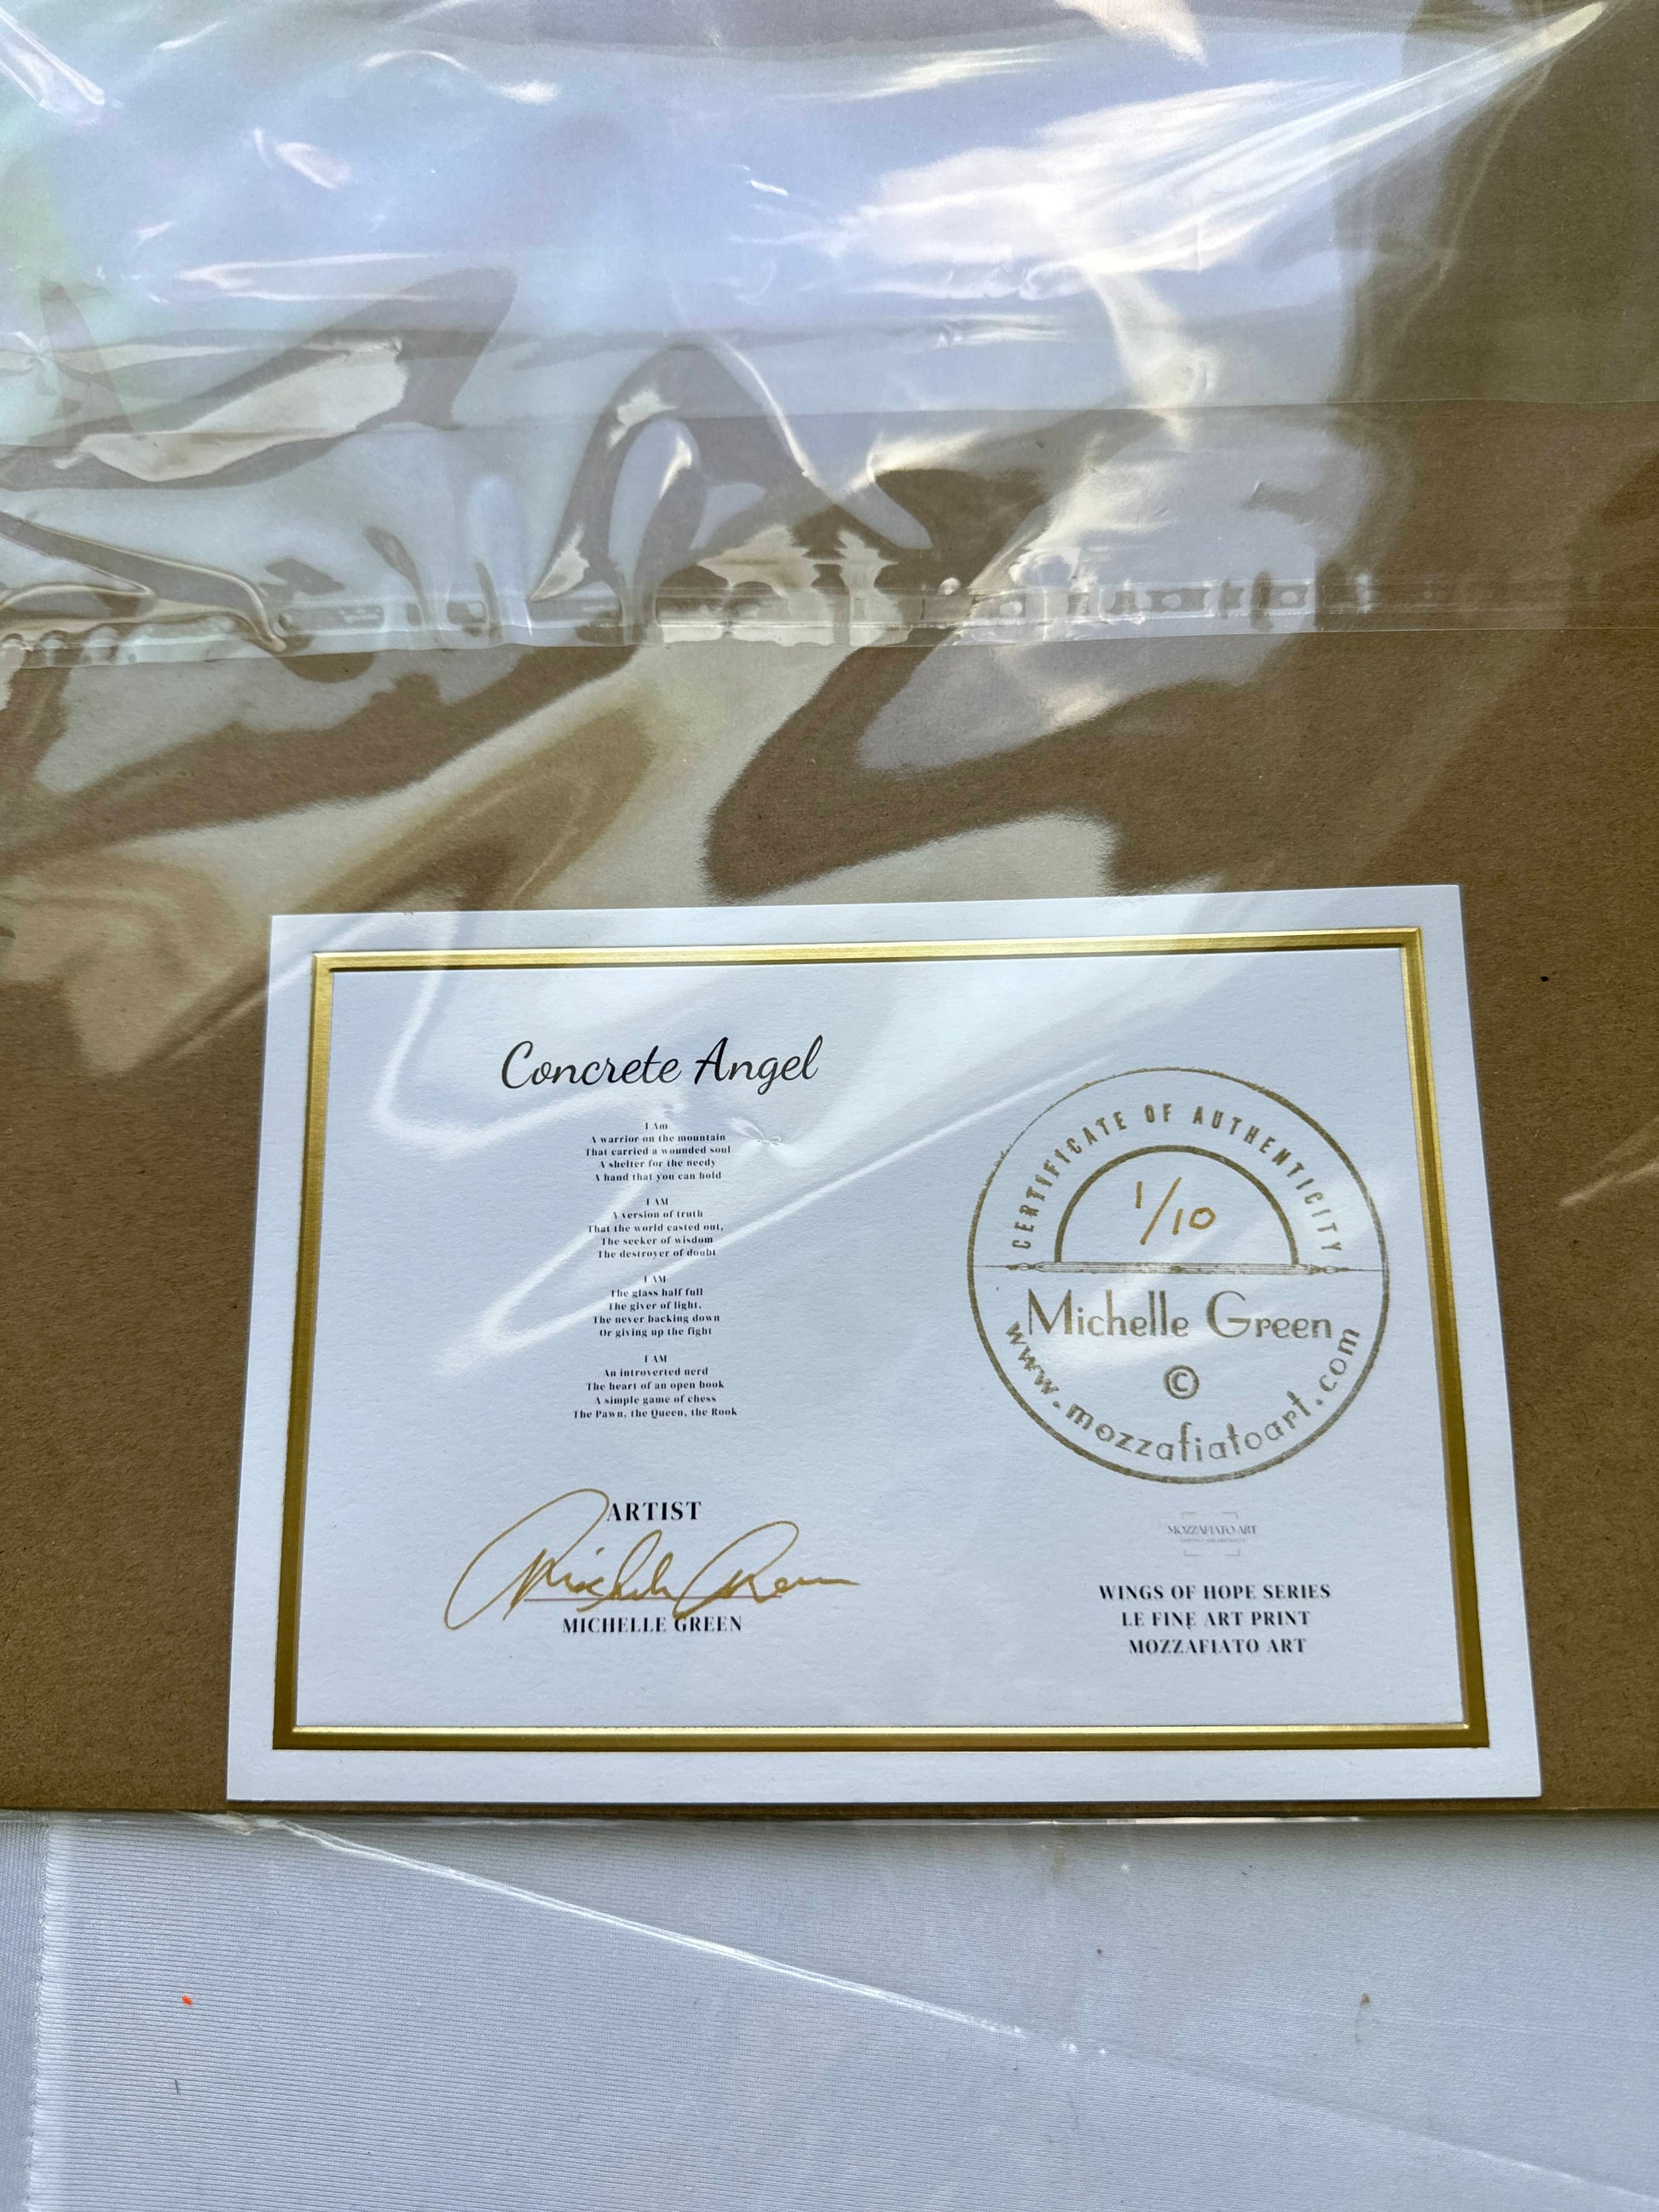 Concrete Angel
I Am
A warrior on the mountain
That carried a wounded soul
A shelter for the needy
A hand that you can hold
I AM
A version of truth
That the world casted out,
The seeker of wisdom
The destroyer of doubt
I AM
The glass half full
The giver of light,
The never backing down
Or giving up the fight
I AM
An introverted nerd
The heart of an open book
A simple game of chess
The Pawn, the Queen, the Rook
ARTIST
Michelle Green
MICHELLE GREEN
CERTIFICATE OF AUTHENTICITY
1/10
Michelle Green
©
www.mozzafiatoart.com
MOZZAFIATO ART
WINGS OF HOPE SERIES
LE FINE ART PRINT
MOZZAFIATO ART